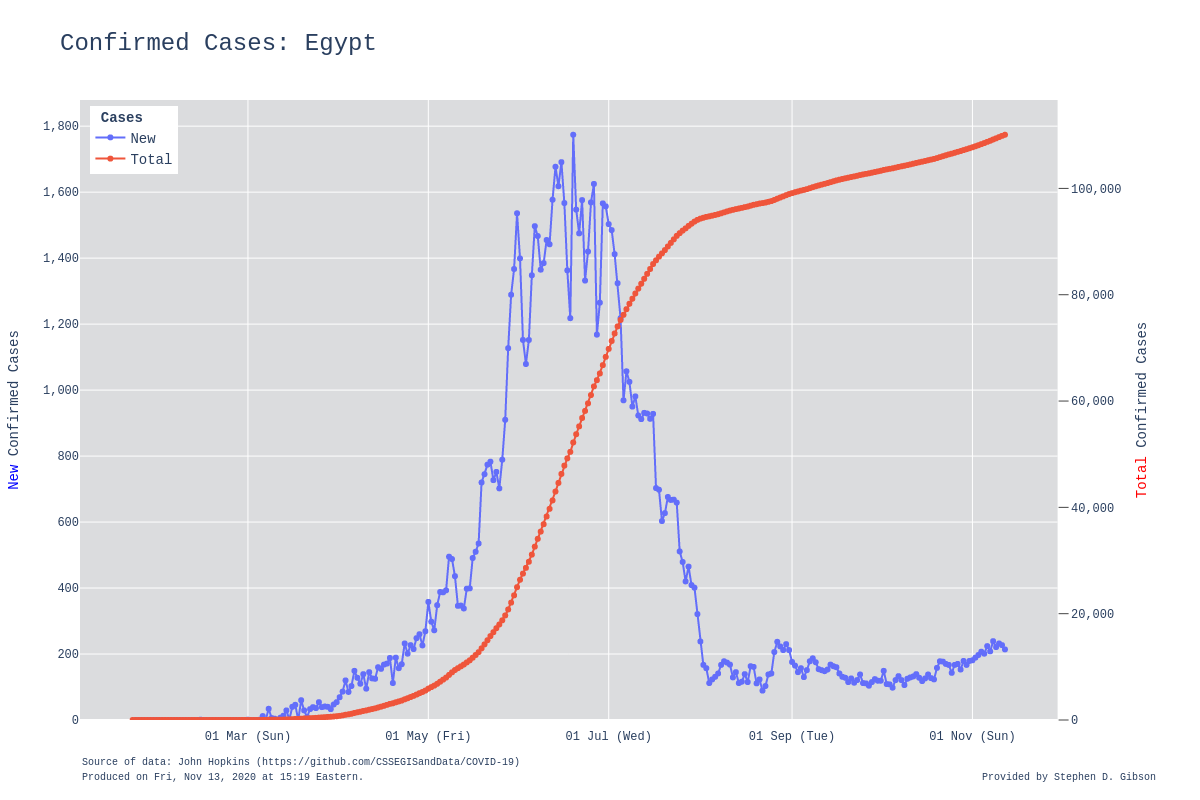 Confirmed Cases: Egypt
Cases
New
Total
1,800
1,600
1,400
1,200
1,000
800
600
400
200
0
New Confirmed Cases
100,000
80,000
60,000
40,000
20,000
0
Total Confirmed Cases
01 Mar (Sun)
01 May (Fri)
01 Jul (Wed)
01 Sep (Tue)
01 Nov (Sun)
Source of data: John Hopkins (https://github.com/CSSEGISandData/COVID-19)
Produced on Fri, Nov 13, 2020 at 15:19 Eastern.
Provided by Stephen D. Gibson